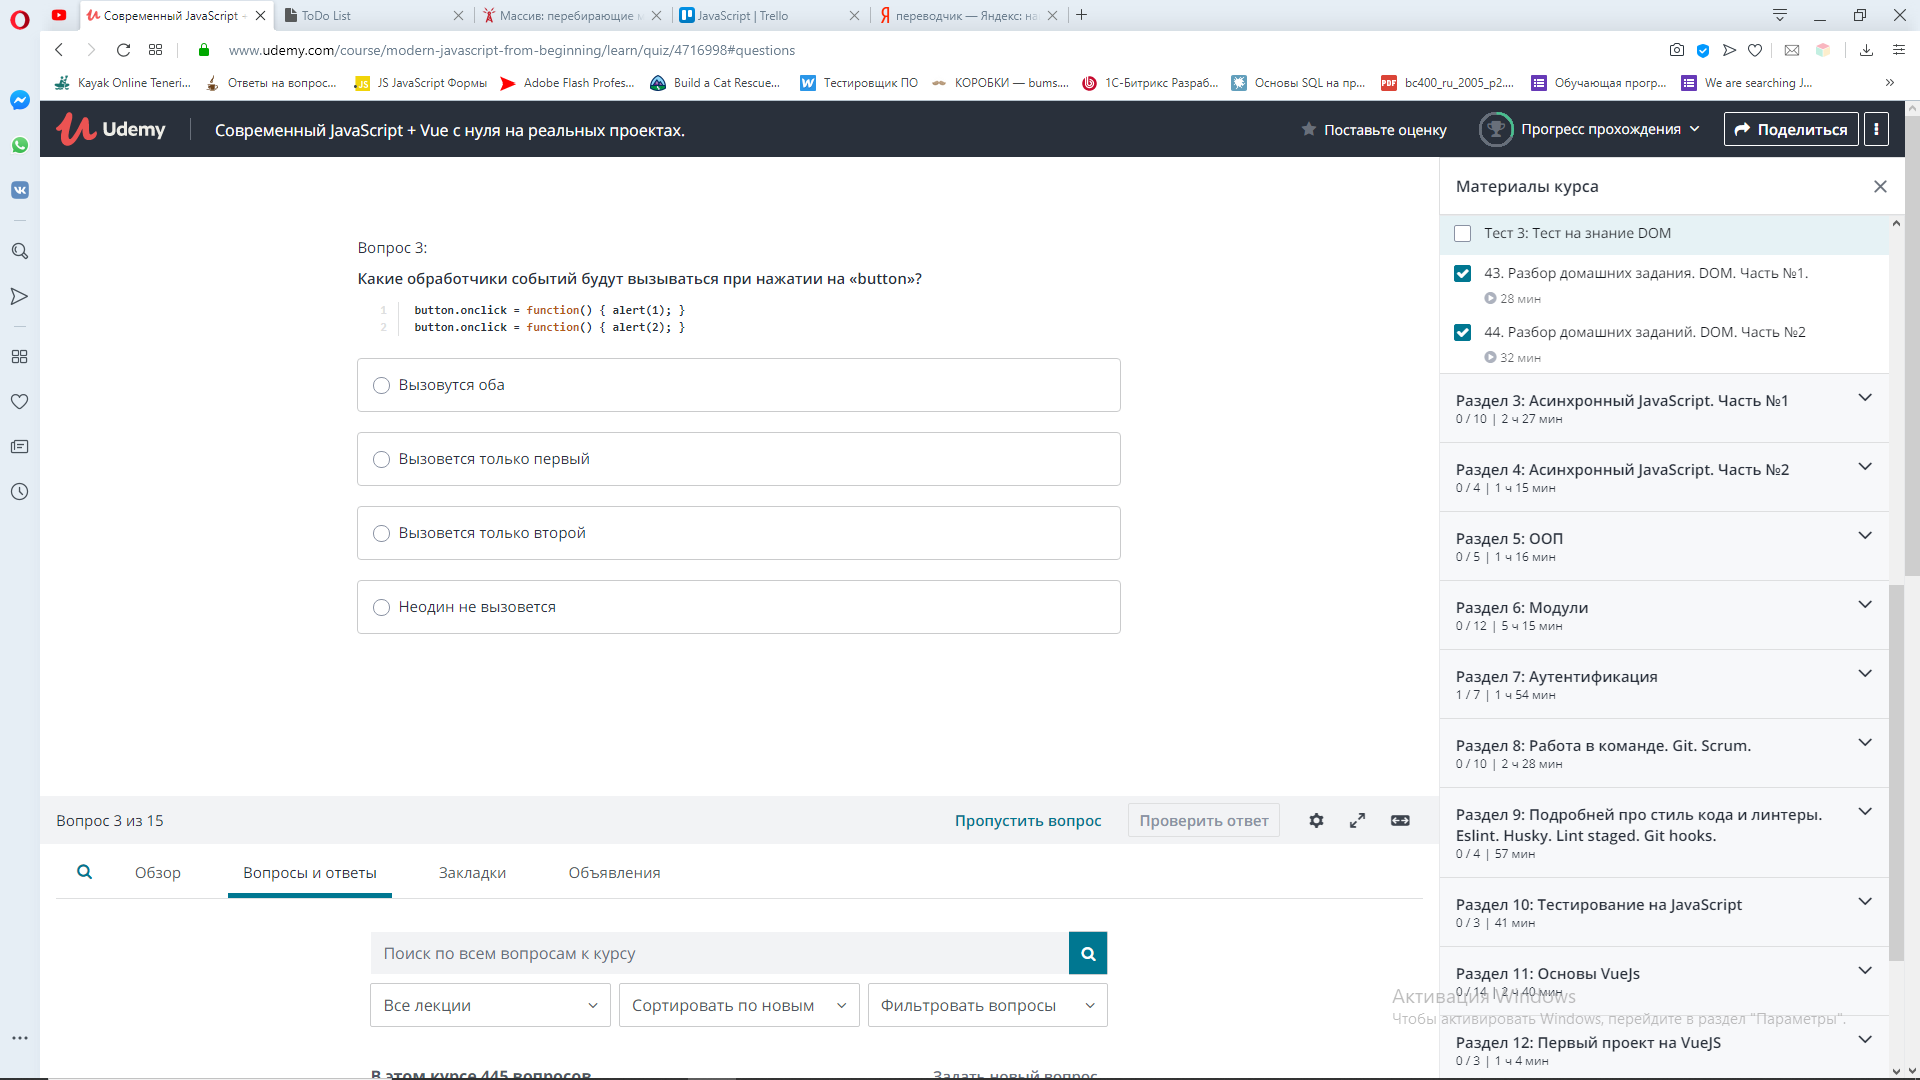 Современный JavaScript +
ToDo List
Массив: перебирающие м
JavaScript | Trello
переводчик — Яндекс: на
www.udemy.com/course/modern-javascript-from-beginning/learn/quiz/4716998#questions
Kayak Online Teneri...
Ответы на вопрос...
JS JavaScript Формы
Adobe Flash Profes...
Build a Cat Rescue...
Тестировщик ПО
КОРОБКИ — bums....
1С-Битрикс Разраб...
Основы SQL на пр...
bc400_ru_2005_p2....
Обучающая прогр...
We are searching J...
Udemy
Современный JavaScript + Vue с нуля на реальных проектах.
Поставьте оценку
Прогресс прохождения
Поделиться
Вопрос 3:
Какие обработчики событий будут вызываться при нажатии на «button»?
1 button.onclick = function() { alert(1); }
2 button.onclick = function() { alert(2); }
Вызовутся оба
Вызовется только первый
Вызовется только второй
Неодин не вызовется
Вопрос 3 из 15
Пропустить вопрос
Проверить ответ
Обзор
Вопросы и ответы
Закладки
Объявления
Поиск по всем вопросам к курсу
Все лекции
Сортировать по новым
Фильтровать вопросы
В этом курсе 445 вопросов
Задать новый вопрос
Материалы курса
Тест 3: Тест на знание DOM
43. Разбор домашних задания. DOM. Часть №1.
28 мин
44. Разбор домашних заданий. DOM. Часть №2
32 мин
Раздел 3: Асинхронный JavaScript. Часть №1
0 / 10 | 2 ч 27 мин
Раздел 4: Асинхронный JavaScript. Часть №2
0 / 4 | 1 ч 15 мин
Раздел 5: ООП
0 / 5 | 1 ч 16 мин
Раздел 6: Модули
0 / 12 | 5 ч 15 мин
Раздел 7: Аутентификация
1 / 7 | 1 ч 54 мин
Раздел 8: Работа в команде. Git. Scrum.
0 / 10 | 2 ч 28 мин
Раздел 9: Подробней про стиль кода и линтеры.
Eslint. Husky. Lint staged. Git hooks.
0 / 4 | 57 мин
Раздел 10: Тестирование на JavaScript
0 / 3 | 41 мин
Раздел 11: Основы VueJs
0 / 14 | 2 ч 40 мин
Активация Windows
Чтобы активировать Windows, перейдите в раздел "Параметры".
Раздел 12: Первый проект на VueJS
0 / 3 | 1 ч 4 мин